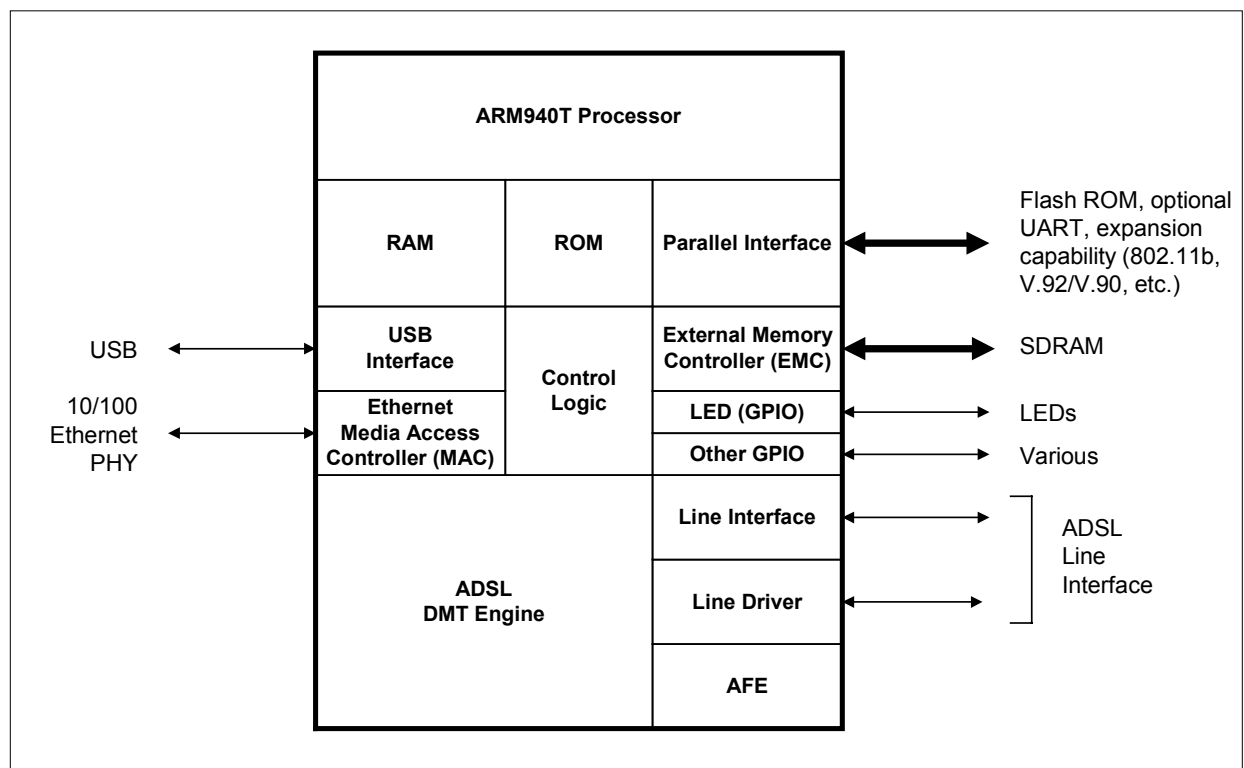 ARM940T Processor
RAM
ROM
Parallel Interface
Flash ROM, optional
UART, expansion
capability (802.11b,
V.92/V.90, etc.)
USB
USB
Interface
Control
Logic
External Memory
Controller (EMC)
SDRAM
10/100
Ethernet
PHY
Ethernet
Media Access
Controller (MAC)
LED (GPIO)
LEDs
Other GPIO
Various
ADSL
DMT Engine
Line Interface
Line Driver
AFE
ADSL
Line
Interface